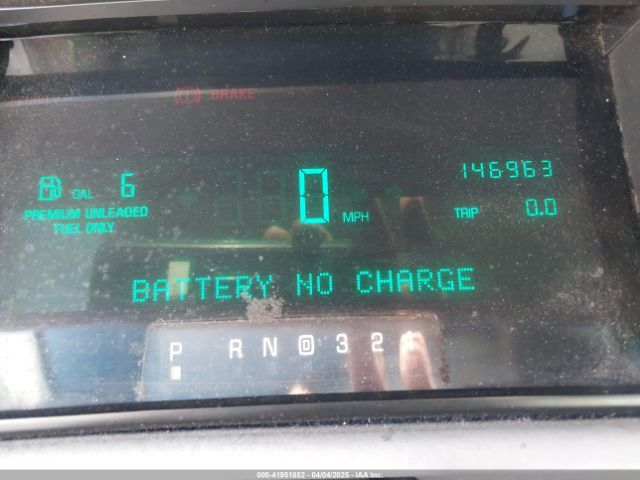 BRAKE
GAL 6
PREMIUM UNLEADED
FUEL ONLY
0 MPH
146963
TRIP 0.0
BATTERY NO CHARGE
P R N D 3 2 1
000-41951852 - 04/04/2025 - IAA Inc.